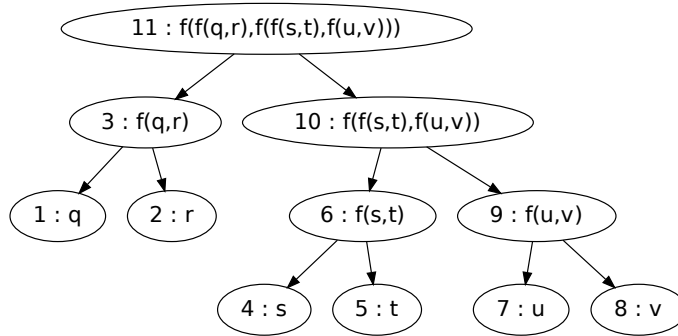 11 : f(f(q,r),f(f(s,t),f(u,v)))
3 : f(q,r)
10 : f(f(s,t),f(u,v))
1 : q
2 : r
6 : f(s,t)
9 : f(u,v)
4 : s
5 : t
7 : u
8 : v